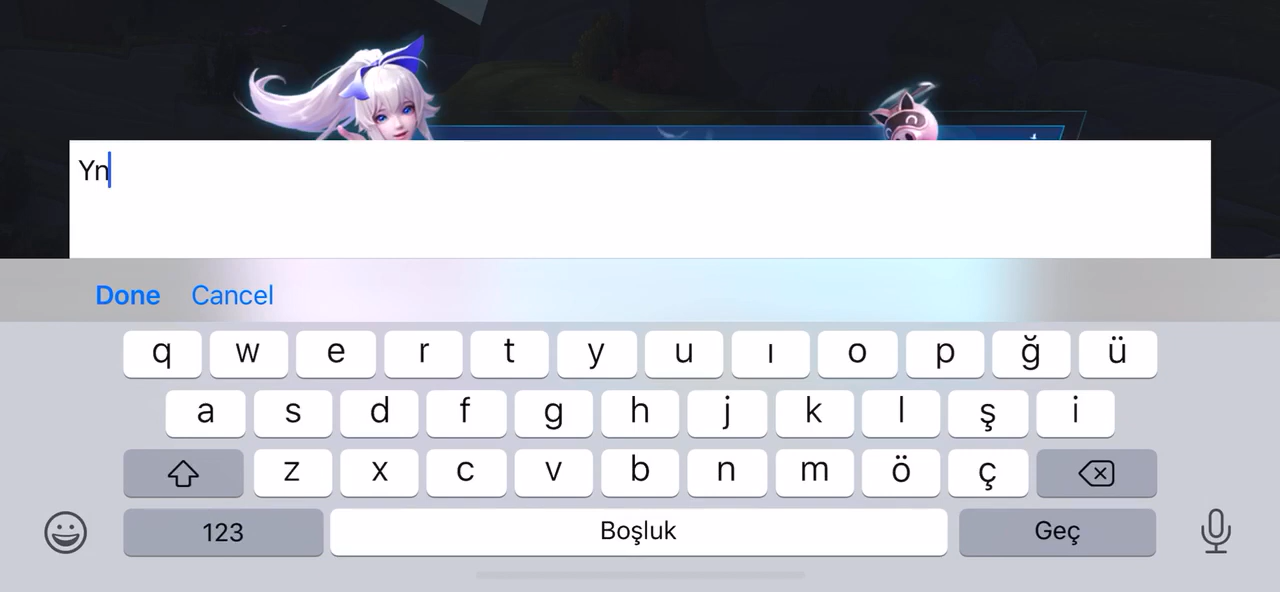 Yn
Done Cancel
q w e r t y u ı o p ğ ü
a s d f g h j k l ş i
z x c v b n m ö ç
123 Boşluk Geç